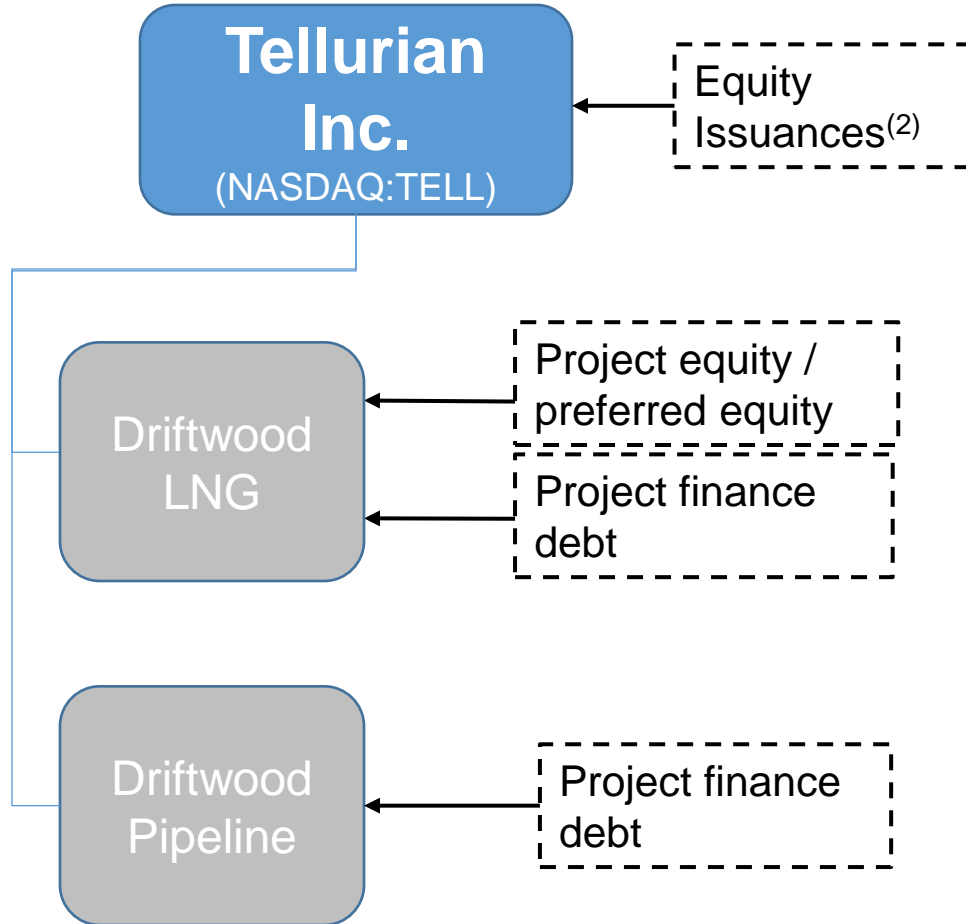 Tellurian
Inc.
(NASDAQ:TELL)
Equity
Issuances(2)
Driftwood
LNG
Project equity /
preferred equity
Project finance
debt
Driftwood
Pipeline
Project finance
debt